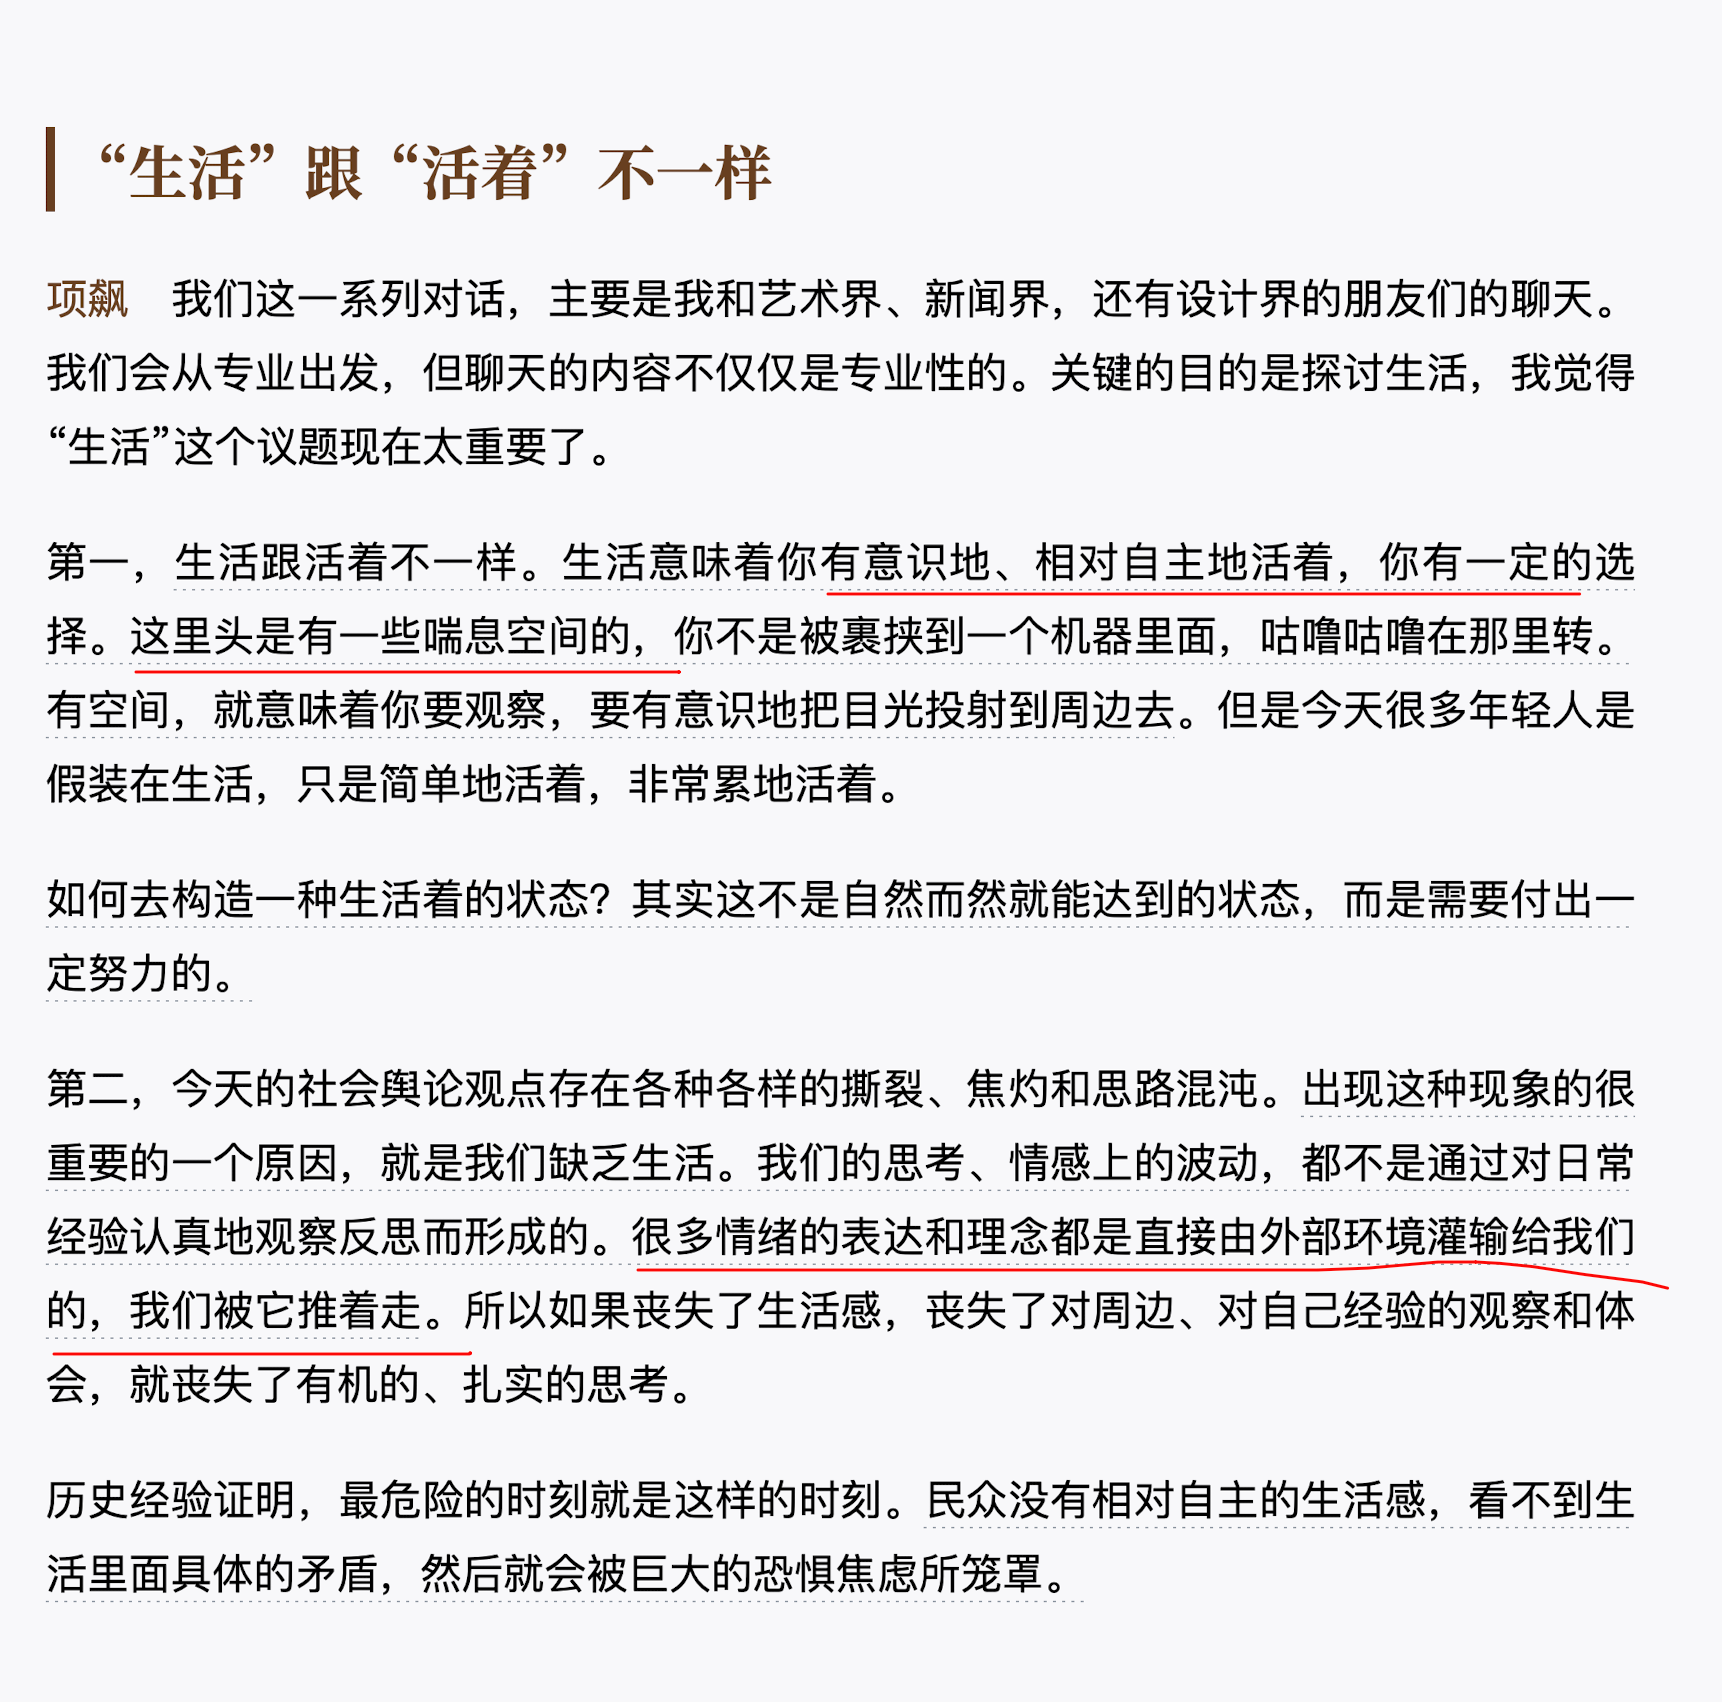 “生活”跟“活着”不一样
项飙　我们这一系列对话，主要是我和艺术界、新闻界，还有设计界的朋友们的聊天。
我们会从专业出发，但聊天的内容不仅仅是专业性的。关键的目的是探讨生活，我觉得
“生活”这个议题现在太重要了。
第一，生活跟活着不一样。生活意味着你有意识地、相对自主地活着，你有一定的选
择。这里头是有一些喘息空间的，你不是被裹挟到一个机器里面，咕噜咕噜在那里转。
有空间，就意味着你要观察，要有意识地把目光投射到周边去。但是今天很多年轻人是
假装在生活，只是简单地活着，非常累地活着。
如何去构造一种生活着的状态？其实这不是自然而然就能达到的状态，而是需要付出一
定努力的。
第二，今天的社会舆论观点存在各种各样的撕裂、焦灼和思路混沌。出现这种现象的很
重要的一个原因，就是我们缺乏生活。我们的思考、情感上的波动，都不是通过对日常
经验认真地观察反思而形成的。很多情绪的表达和理念都是直接由外部环境灌输给我们
的，我们被它推着走。所以如果丧失了生活感，丧失了对周边、对自己经验的观察和体
会，就丧失了有机的、扎实的思考。
历史经验证明，最危险的时刻就是这样的时刻。民众没有相对自主的生活感，看不到生
活里面具体的矛盾，然后就会被巨大的恐惧焦虑所笼罩。